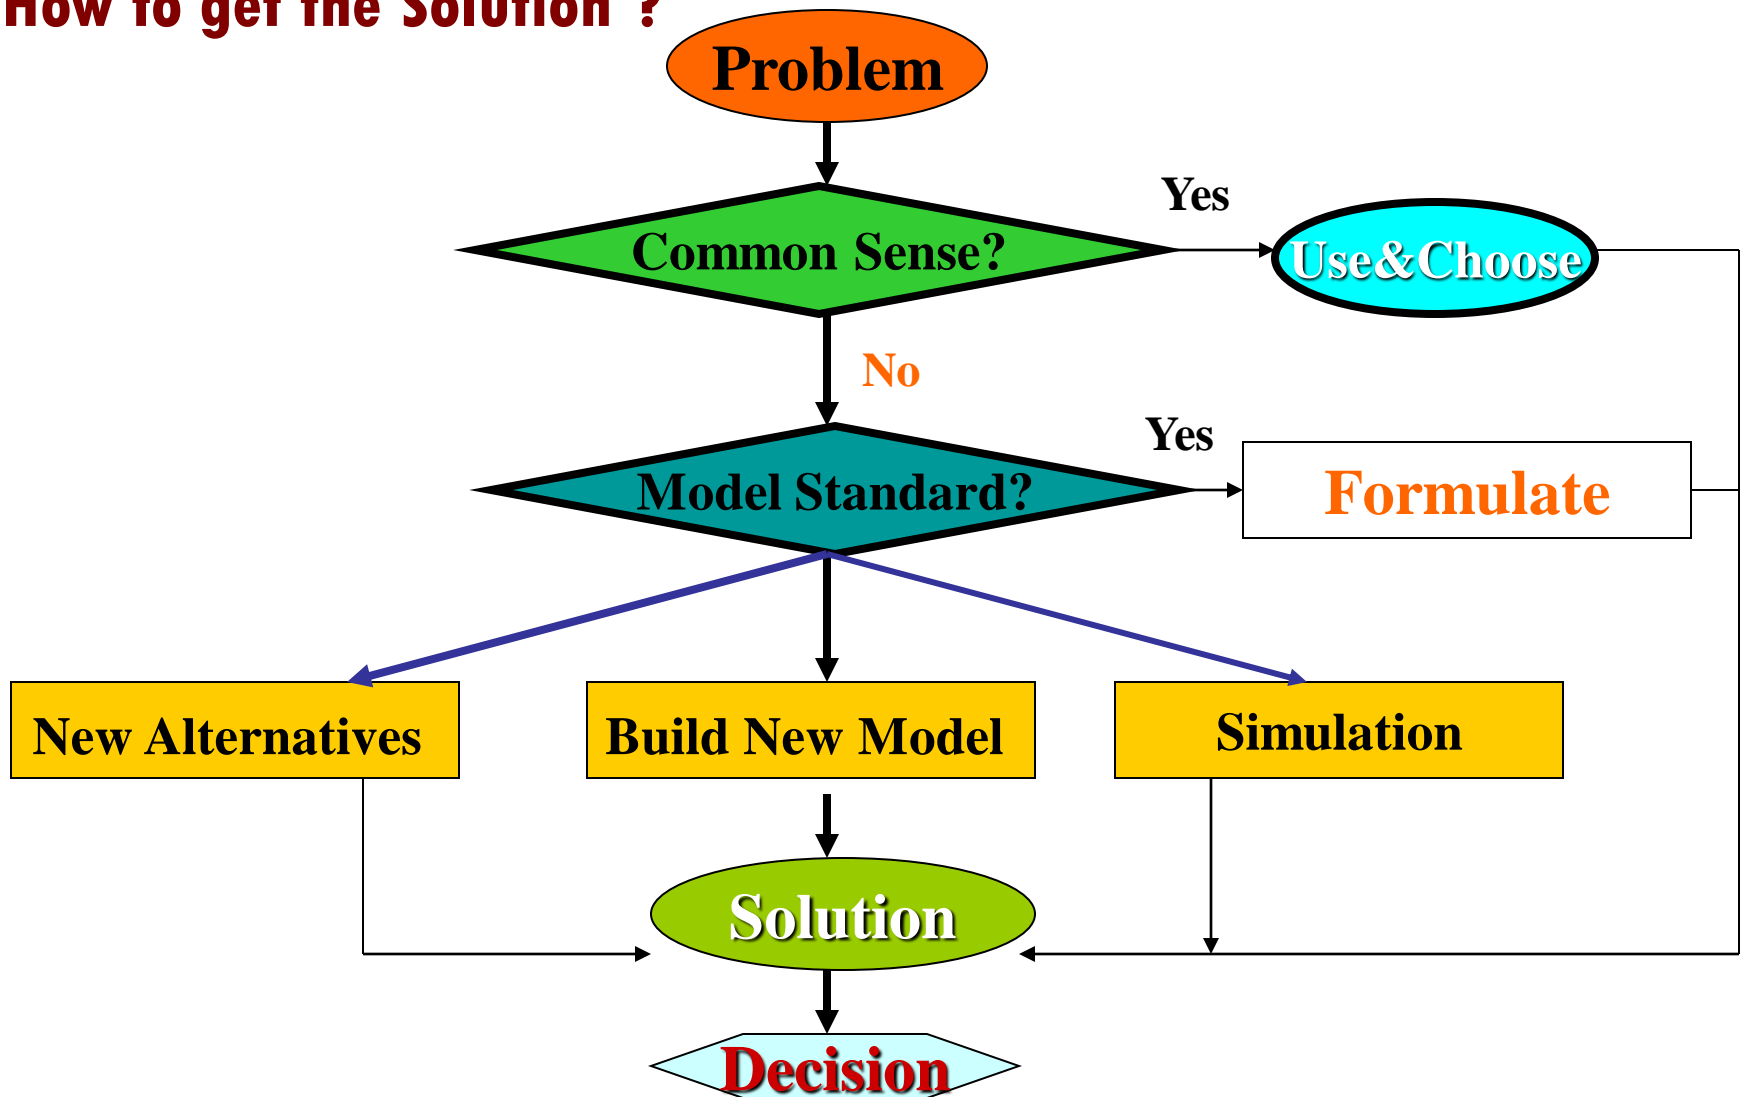 How to get the Solution ?
Problem
Yes
Common Sense?
Use&Choose
No
Yes
Model Standard?
Formulate
New Alternatives
Build New Model
Simulation
Solution
Decision